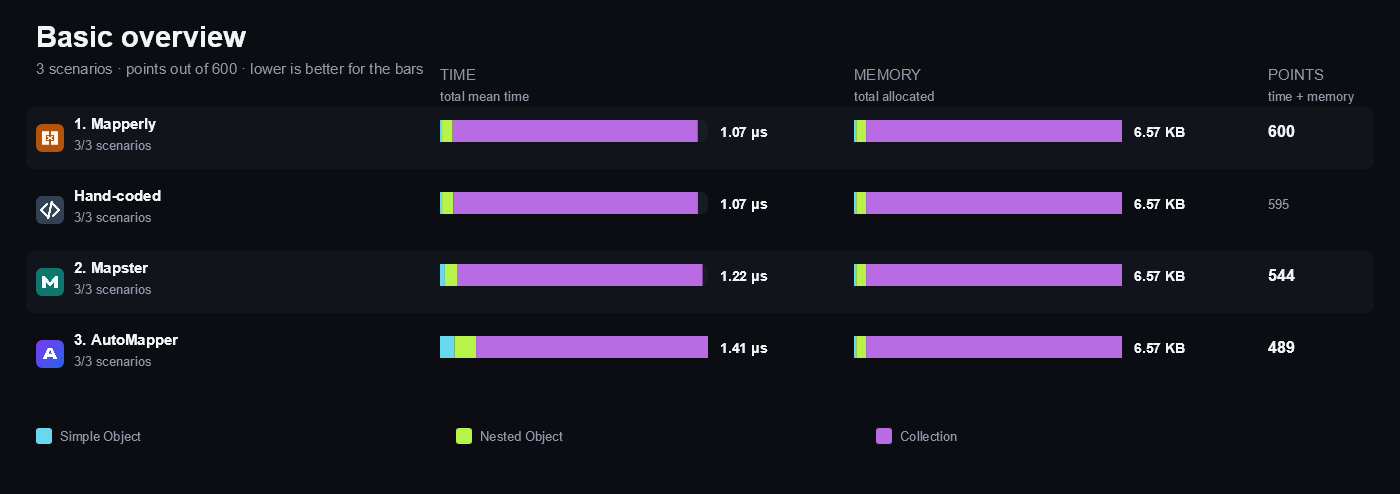 Basic overview
3 scenarios · points out of 600 · lower is better for the bars
TIME
total mean time
MEMORY
total allocated
POINTS
time + memory
1. Mapperly
3/3 scenarios
1.07 µs
6.57 KB
600
Hand-coded
3/3 scenarios
1.07 µs
6.57 KB
595
M
2. Mapster
3/3 scenarios
1.22 µs
6.57 KB
544
A
3. AutoMapper
3/3 scenarios
1.41 µs
6.57 KB
489
Simple Object
Nested Object
Collection